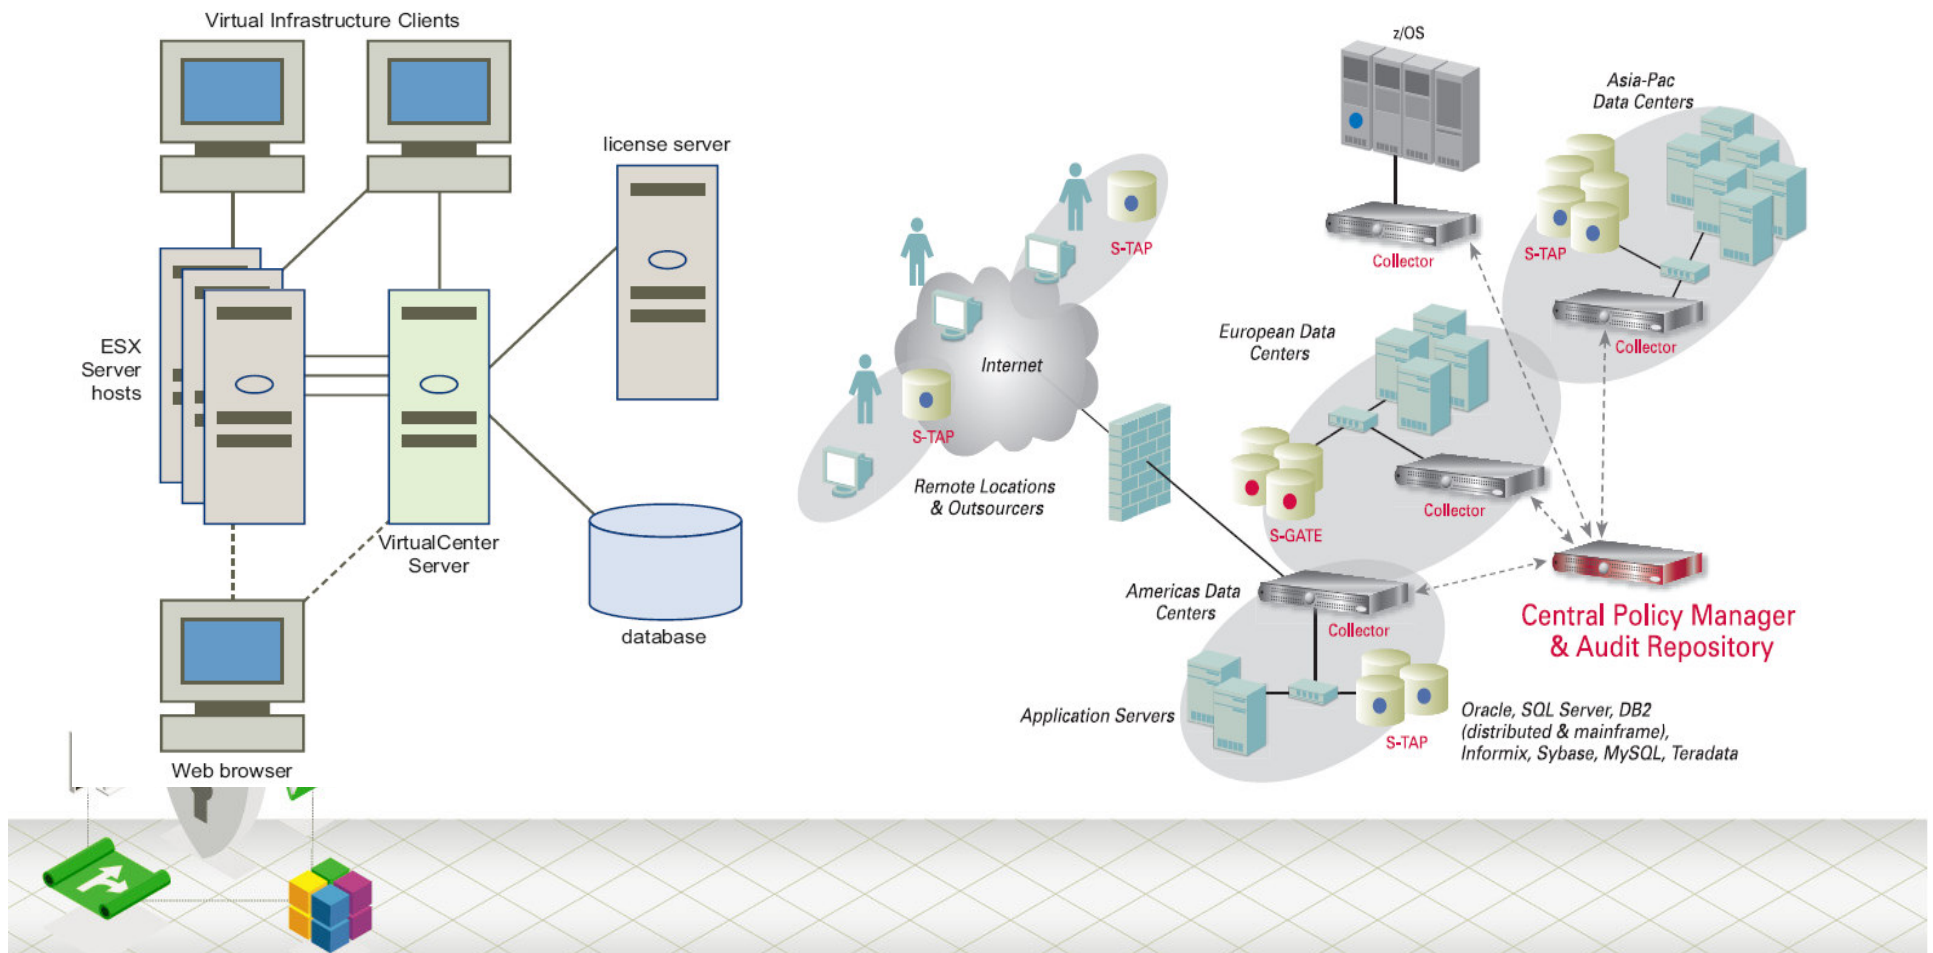 Virtual Infrastructure Clients
license server
ESX
Server
hosts
VirtualCenter
Server
database
Web browser
z/OS
Asia-Pac
Data Centers
S-TAP
S-TAP
Collector
Collector
European Data
Centers
Internet
S-TAP
Remote Locations
& Outsourcers
Collector
S-GATE
Americas Data
Centers
Collector
Central Policy Manager
& Audit Repository
Application Servers
S-TAP
Oracle, SQL Server, DB2
(distributed & mainframe),
Informix, Sybase, MySQL, Teradata